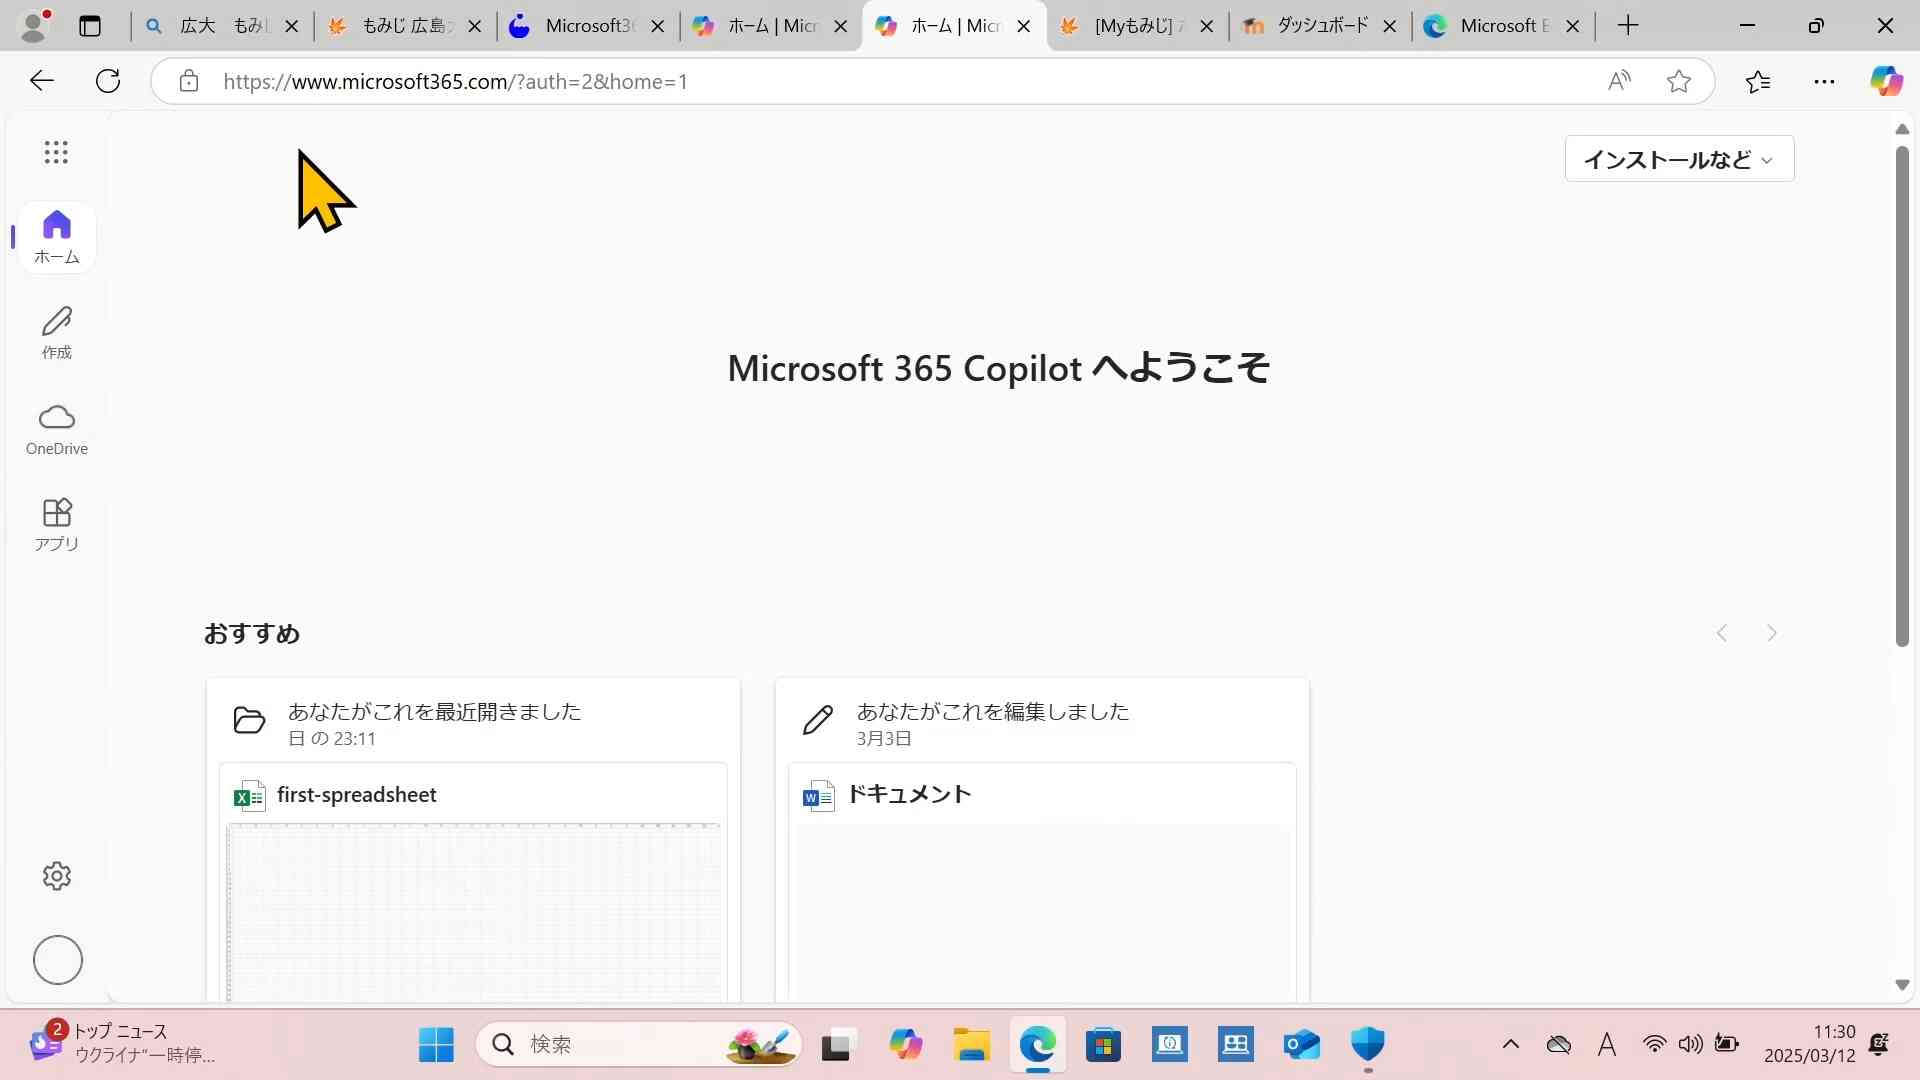 広大 もみじ
もみじ 広島
Microsoft36
ホーム | Micr
ホーム | Micr
[Myもみじ]
ダッシュボード
Microsoft E
https://www.microsoft365.com/?auth=2&home=1
インストールなど
ホーム
作成
OneDrive
アプリ
Microsoft 365 Copilot へようこそ
おすすめ
あなたがこれを最近開きました
日 の 23:11
first-spreadsheet
あなたがこれを編集しました
3月3日
ドキュメント
2
トップ ニュース
ウクライナ“一時停...
検索
A
11:30
2025/03/12